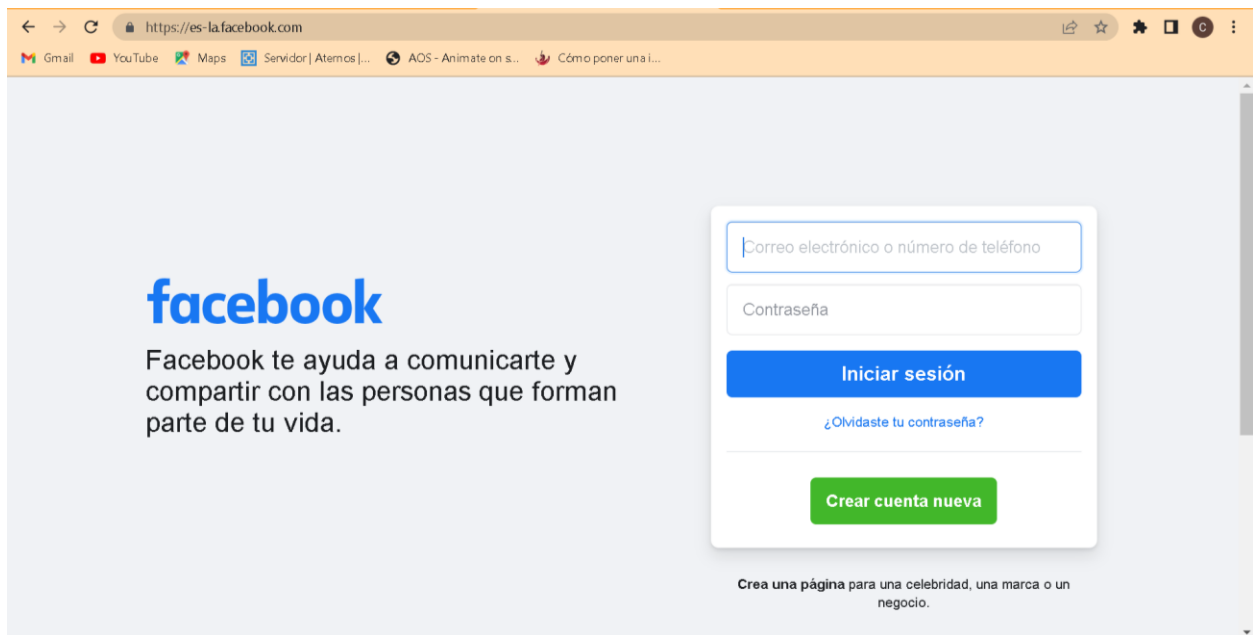 https://es-la.facebook.com
C
Gmail YouTube Maps Servidor | Aternos |... AOS - Animate on s... Cómo poner una i...
facebook
Facebook te ayuda a comunicarte y
compartir con las personas que forman
parte de tu vida.
Correo electrónico o número de teléfono
Contraseña
Iniciar sesión
¿Olvidaste tu contraseña?
Crear cuenta nueva
Crea una página para una celebridad, una marca o un
negocio.